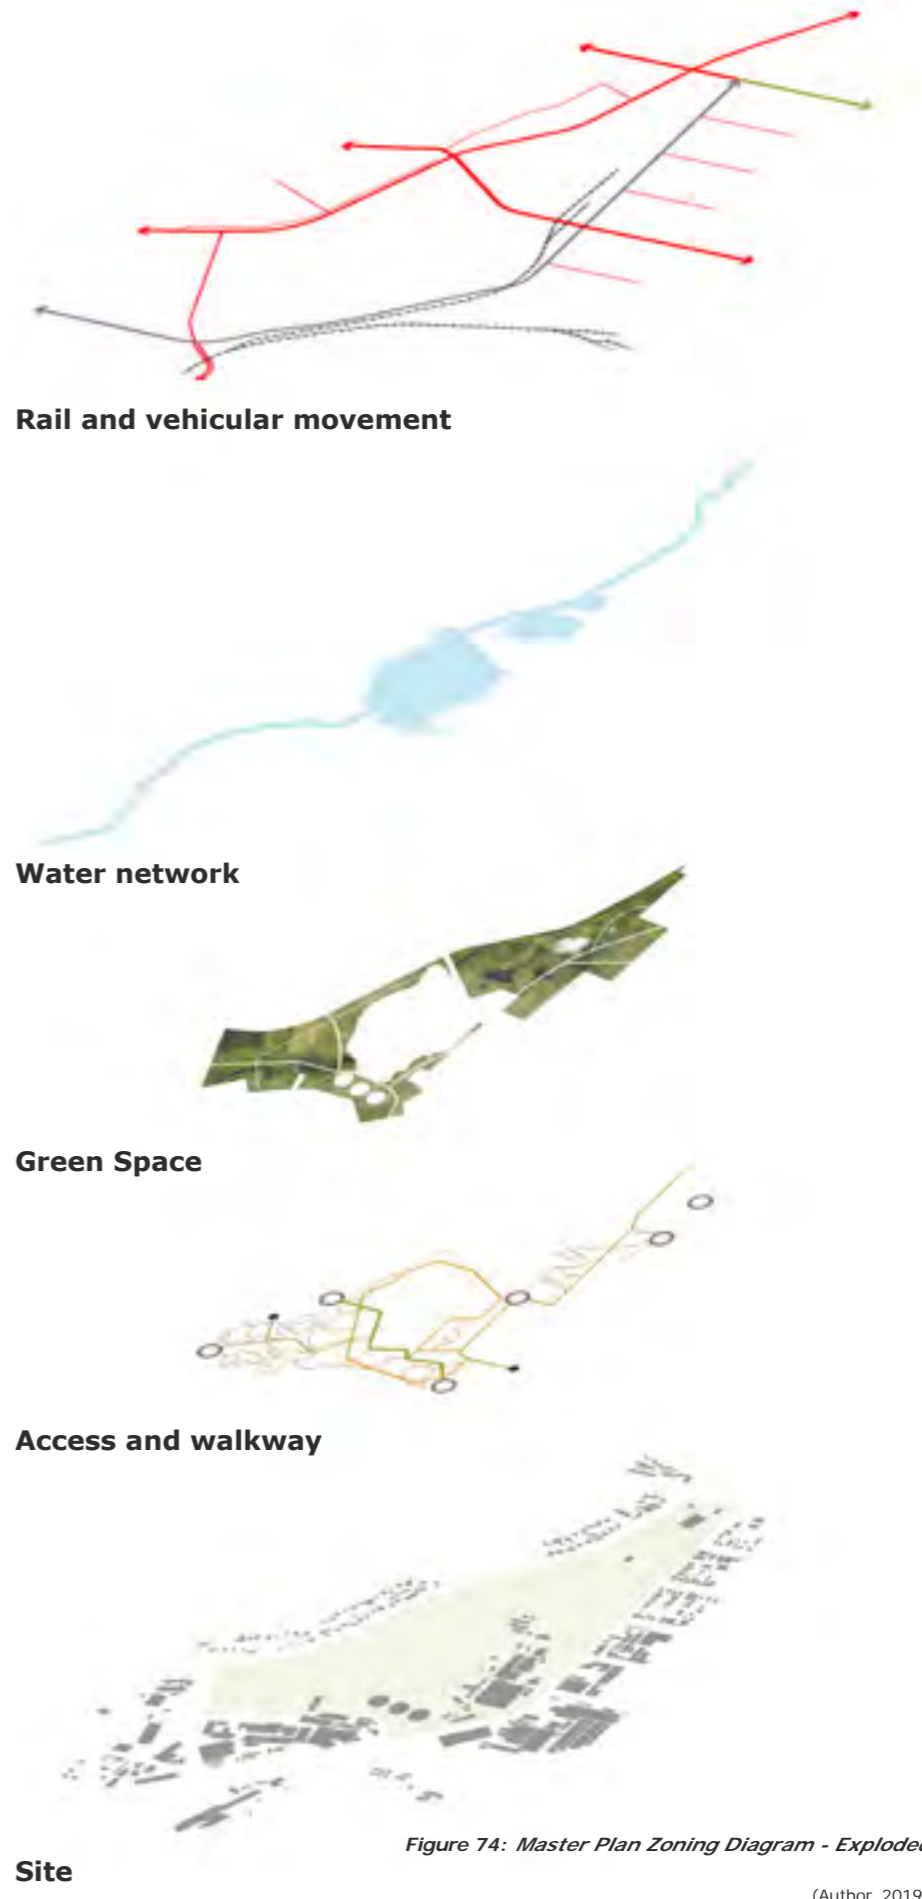 Rail and vehicular movement
Water network
Green Space
Access and walkway
Figure 74: Master Plan Zoning Diagram - Exploded
Site
(Author, 2019